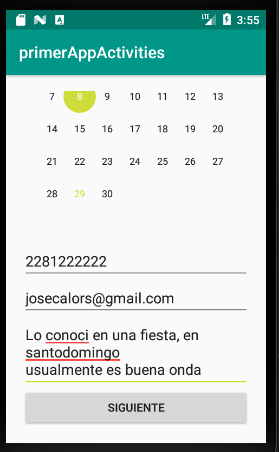 LTE 3:55
primerAppActivities
7 8 9 10 11 12 13
14 15 16 17 18 19 20
21 22 23 24 25 26 27
28 29 30
2281222222
josecalors@gmail.com
Lo conoci en una fiesta, en
santodomingo
usualmente es buena onda
SIGUIENTE